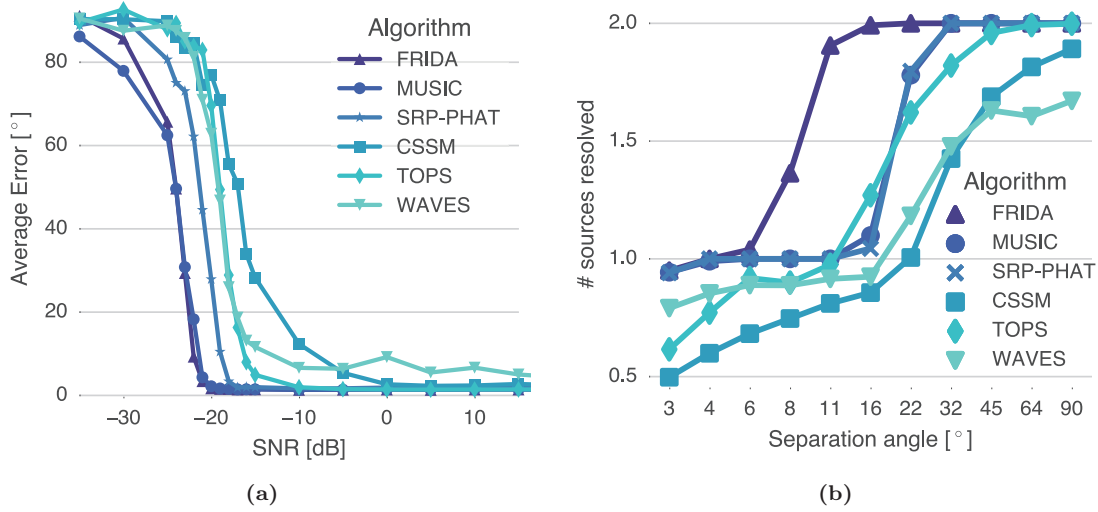 Average Error [°]
80
60
40
20
0
−30
−20
−10
0
10
SNR [dB]
Algorithm
FRIDA
MUSIC
SRP-PHAT
CSSM
TOPS
WAVES
(a)
# sources resolved
2.0
1.5
1.0
0.5
3 4 6 8 11 16 22 32 45 64 90
Separation angle [°]
Algorithm
FRIDA
MUSIC
SRP-PHAT
CSSM
TOPS
WAVES
(b)